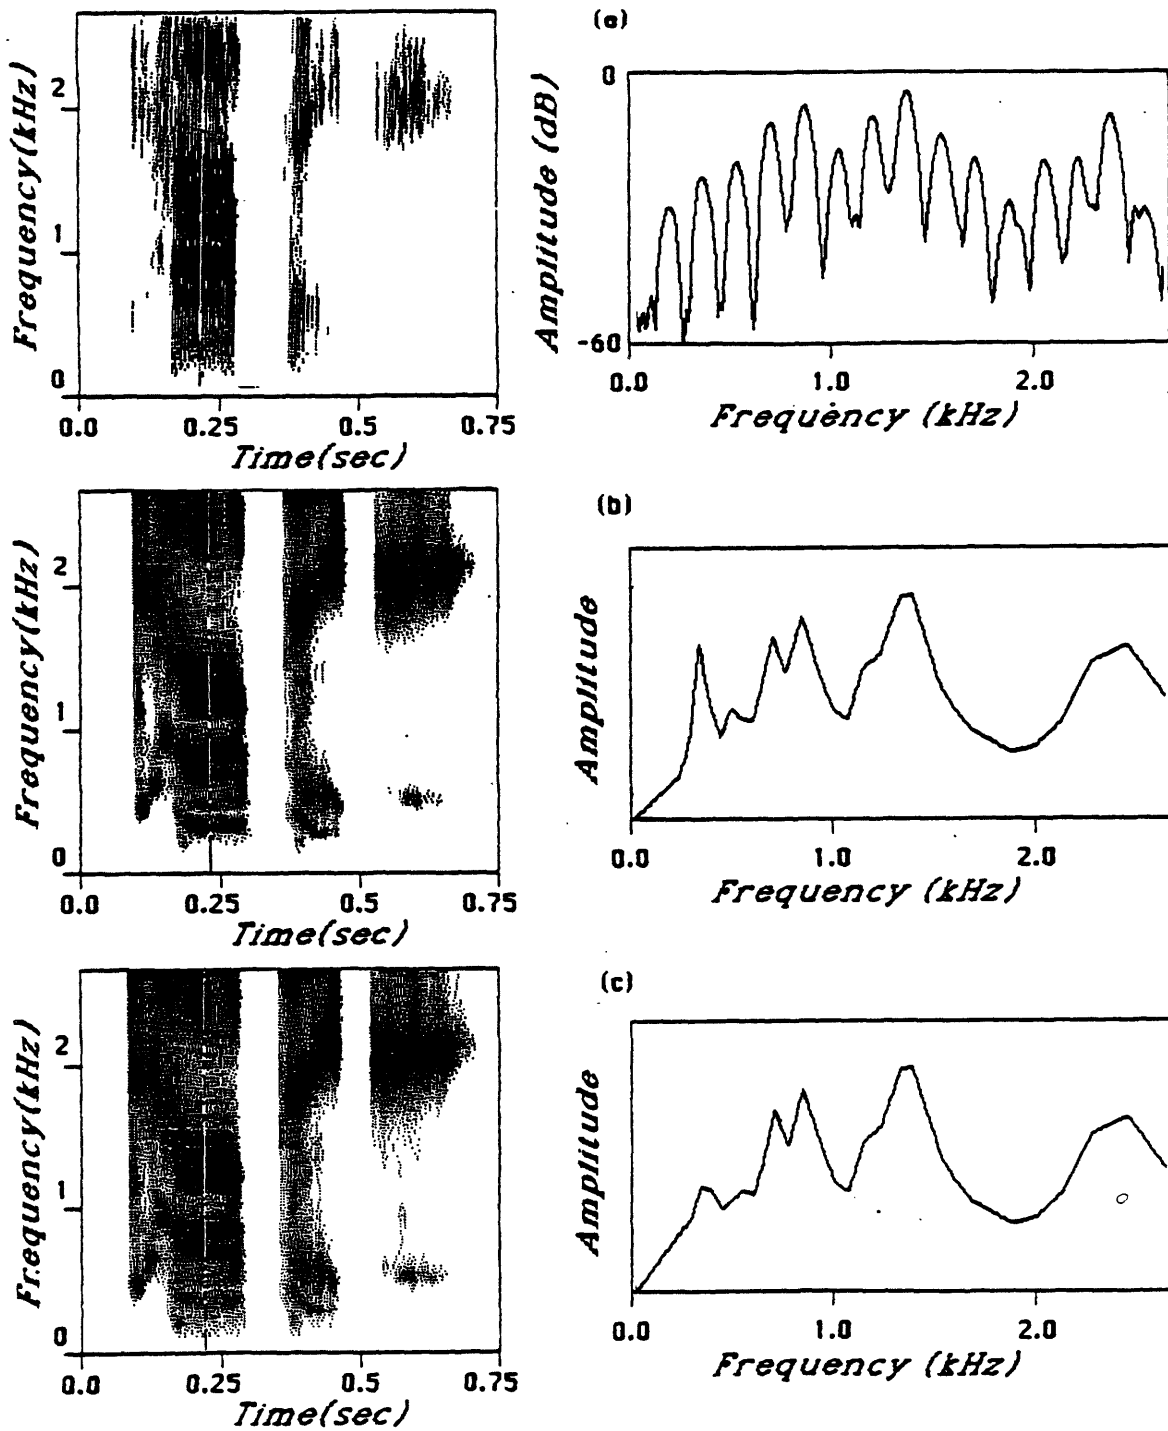 (a)
Frequency(kHz)
2
1
0
0.0 0.25 0.5 0.75
Time(sec)
Amplitude (dB)
0
-60
0.0 1.0 2.0
Frequency (kHz)
(b)
Frequency(kHz)
2
1
0
0.0 0.25 0.5 0.75
Time(sec)
Amplitude
0.0 1.0 2.0
Frequency (kHz)
(c)
Frequency(kHz)
2
1
0
0.0 0.25 0.5 0.75
Time(sec)
Amplitude
0.0 1.0 2.0
Frequency (kHz)